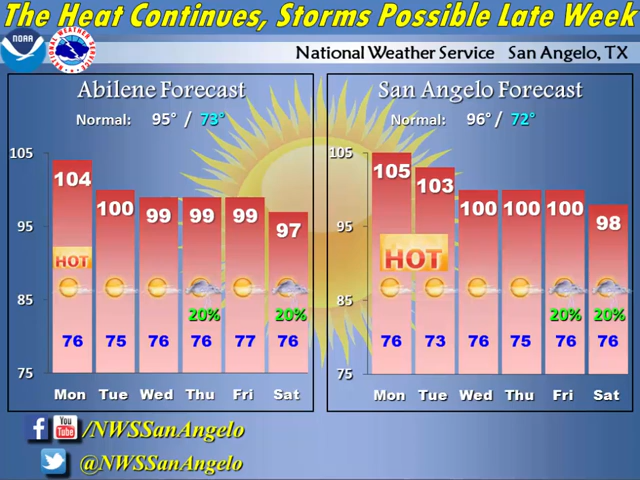 The Heat Continues, Storms Possible Late Week
NOAA
National Weather Service San Angelo, TX
Abilene Forecast
Normal: 95° / 73°
105
95
85
75
104 100 99 99 99 97
HOT
20% 20%
76 75 76 76 77 76
Mon Tue Wed Thu Fri Sat
San Angelo Forecast
Normal: 96° / 72°
105
95
85
75
105 103 100 100 100 98
HOT
20% 20%
76 73 76 75 76 76
Mon Tue Wed Thu Fri Sat
f You Tube /NWSSanAngelo
@NWSSanAngelo